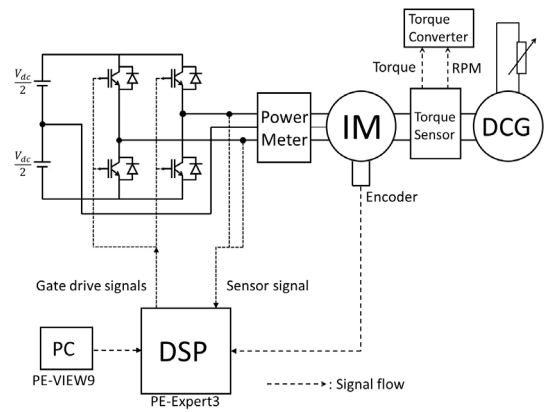 Torque
Converter
Torque
RPM
V_dc
2
V_dc
2
Power
Meter
IM
Torque
Sensor
DCG
Encoder
Gate drive signals
Sensor signal
PC
PE-VIEW9
DSP
PE-Expert3
: Signal flow